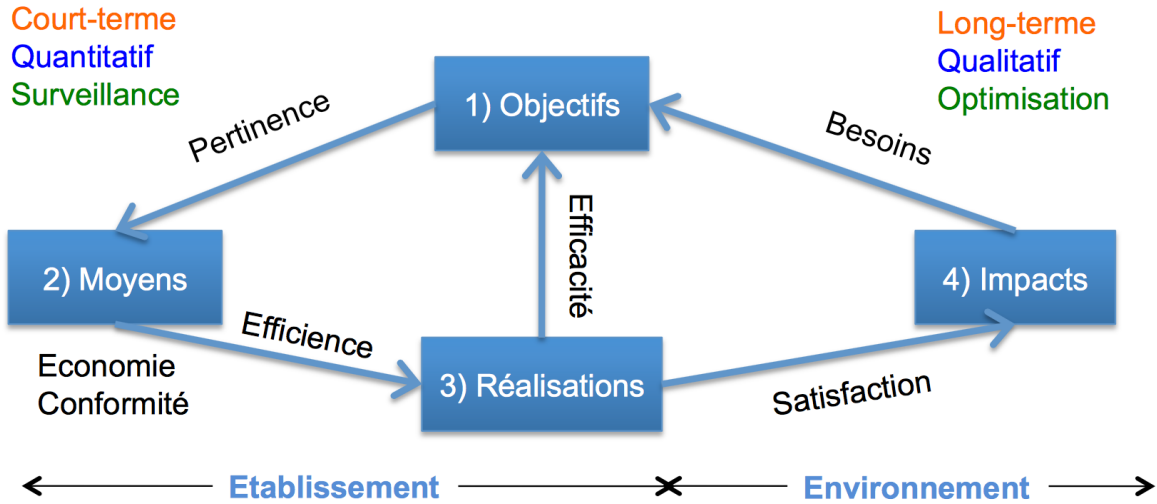 Court-terme
Quantitatif
Surveillance
Long-terme
Qualitatif
Optimisation
1) Objectifs
Pertinence
Besoins
Efficacité
2) Moyens
4) Impacts
Efficience
Economie
Conformité
3) Réalisations
Satisfaction
Etablissement
Environnement